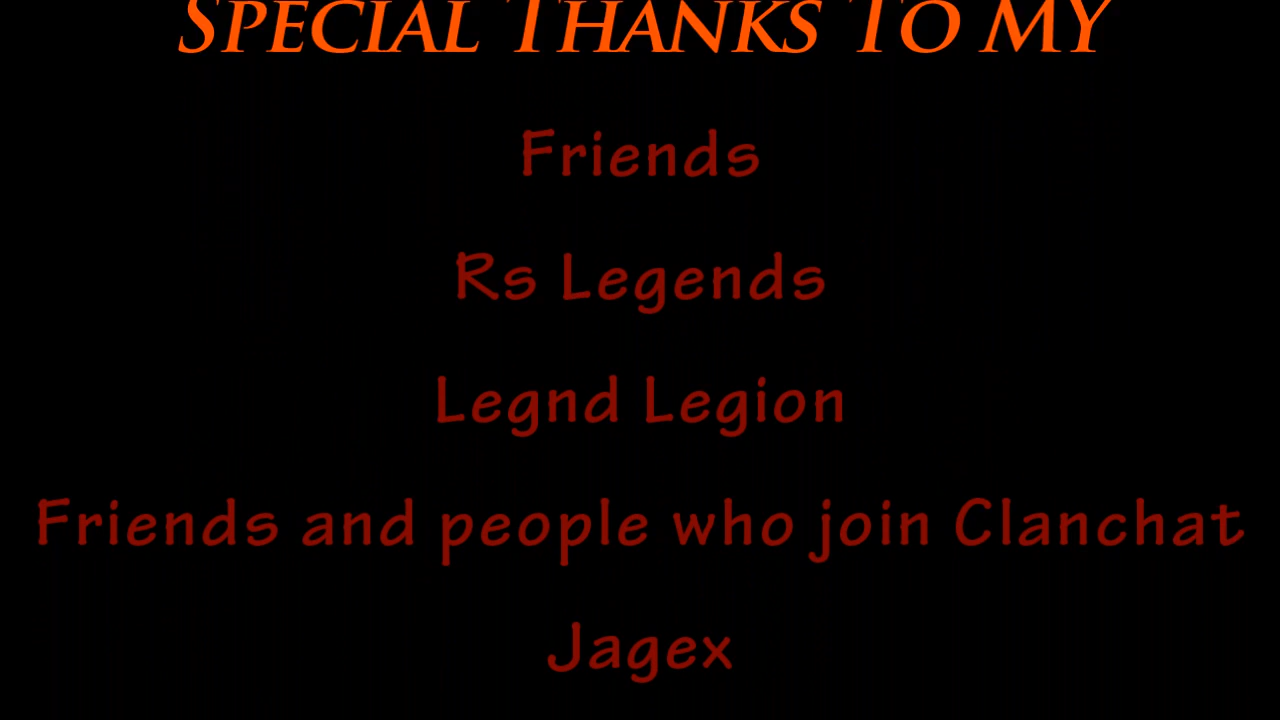 Special Thanks To My
Friends
Rs Legends
Legnd Legion
Friends and people who join Clanchat
Jagex